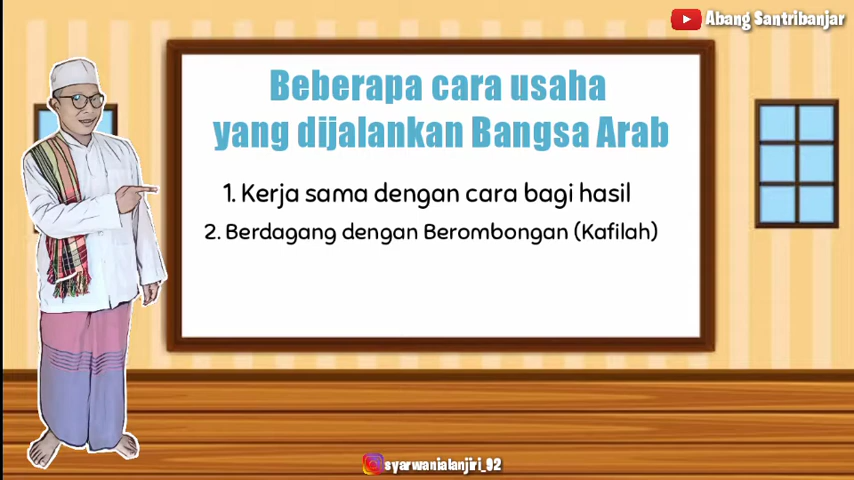 Abang Santribanjar
Beberapa cara usaha
yang dijalankan Bangsa Arab
1. Kerja sama dengan cara bagi hasil
2. Berdagang dengan Berombongan (Kafilah)
syarwanialanjiri_92